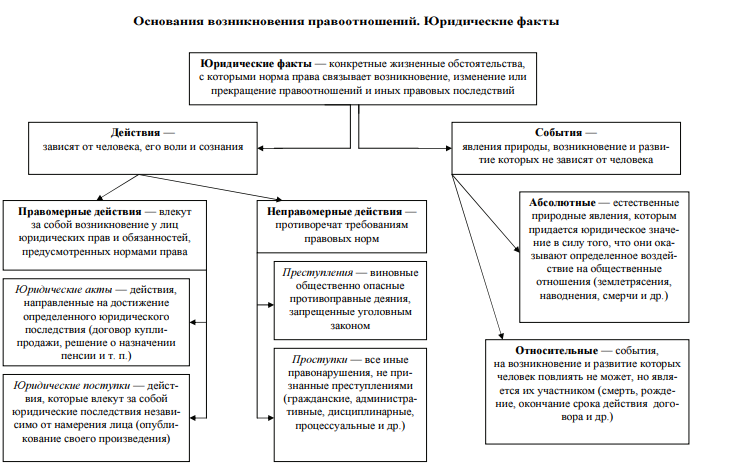 Основания возникновения правоотношений. Юридические факты
Юридические факты — конкретные жизненные обстоятельства,
с которыми норма права связывает возникновение, изменение или
прекращение правоотношений и иных правовых последствий
Действия —
зависят от человека, его воли и сознания
События —
явления природы, возникновение и разви-
тие которых не зависят от человека
Правомерные действия — влекут
за собой возникновение у лиц
юридических прав и обязанностей,
предусмотренных нормами права
Неправомерные действия —
противоречат требованиям
правовых норм
Абсолютные — естественные
природные явления, которым
придается юридическое значе-
ние в силу того, что они ока-
зывают определенное воздей-
ствие на общественные
отношения (землетрясения,
наводнения, смерчи и др.)
Юридические акты — действия,
направленные на достижение
определенного юридического
последствия (договор купли-
продажи, решение о назначении
пенсии и т. п.)
Преступления — виновные
общественно опасные
противоправные деяния,
запрещенные уголовным
законом
Юридические поступки — дейст-
вия, которые влекут за собой
юридические последствия незави-
симо от намерения лица (опубли-
кование своего произведения)
Проступки — все иные
правонарушения, не при-
знанные преступлениями
(гражданские, администра-
тивные, дисциплинарные,
процессуальные и др.)
Относительные — события,
на возникновение и развитие которых
человек повлиять не может, но явля-
ется их участником (смерть, рожде-
ние, окончание срока действия дого-
вора и др.)